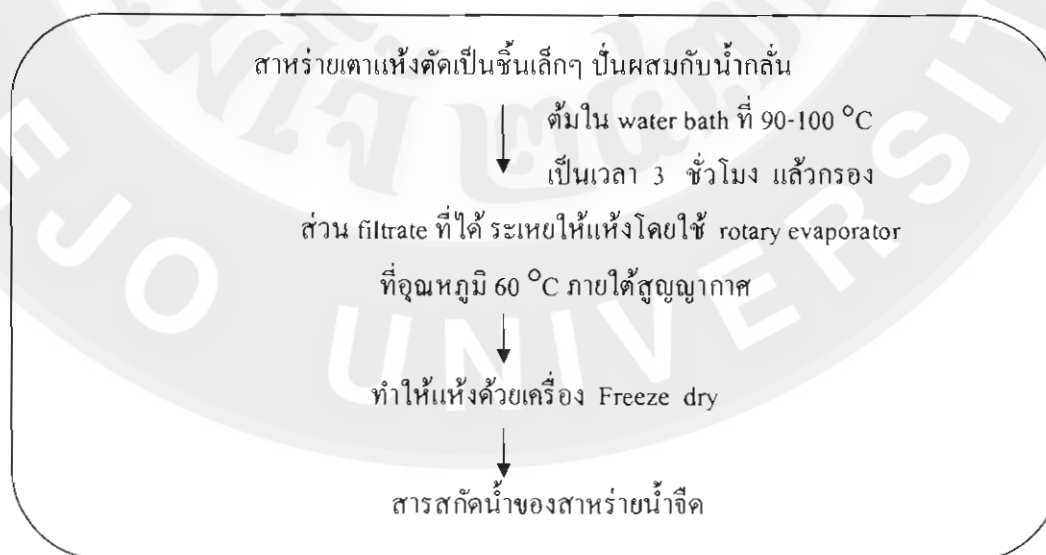 สาหร่ายเตาแห้งตัดเป็นชิ้นเล็กๆ ปั่นผสมกับน้ำกลั่น
ต้มใน water bath ที่ 90-100 °C
เป็นเวลา 3 ชั่วโมง แล้วกรอง
ส่วน filtrate ที่ได้ ระเหยให้แห้งโดยใช้ rotary evaporator
ที่อุณหภูมิ 60 °C ภายใต้สูญญากาศ
ทำให้แห้งด้วยเครื่อง Freeze dry
สารสกัดน้ำของสาหร่ายน้ำจืด
JO UNIVERSIT